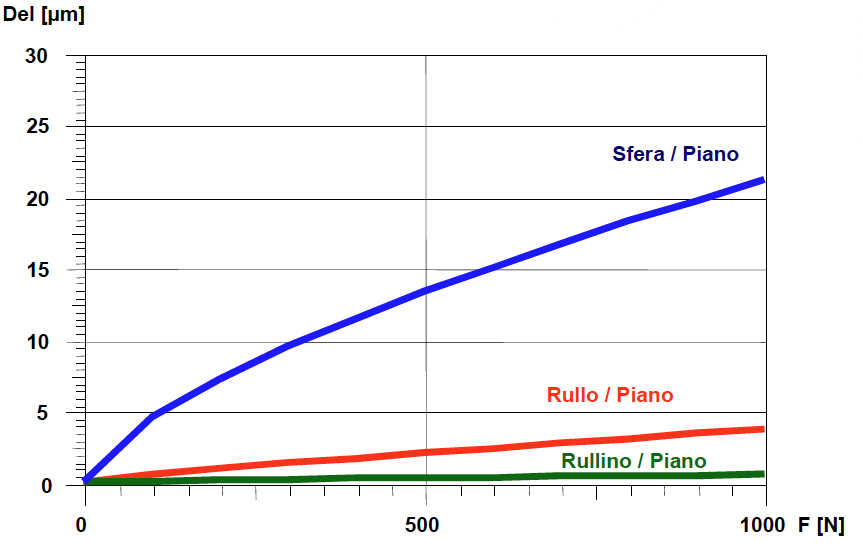 Del [µm]
30
25
Sfera / Piano
20
15
10
Rullo / Piano
5
Rullino / Piano
0
0 500 1000 F [N]